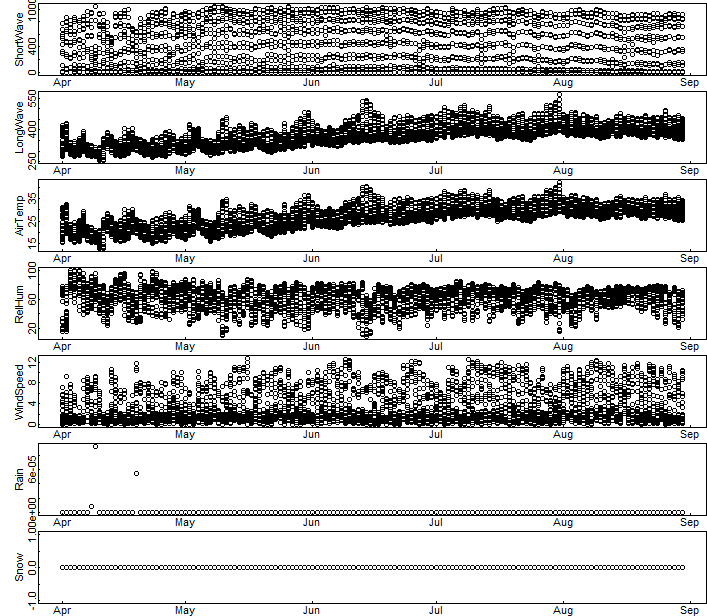 ShortWave
0 400 1000
Apr May Jun Jul Aug Sep
LongWave
250 400 550
Apr May Jun Jul Aug Sep
AirTemp
15 25 35
Apr May Jun Jul Aug Sep
RelHum
20 60 100
Apr May Jun Jul Aug Sep
WindSpeed
0 4 8 12
Apr May Jun Jul Aug Sep
Rain
0e+00 6e-05
Apr May Jun Jul Aug Sep
Snow
-1.0 0.0 1.0
Apr May Jun Jul Aug Sep